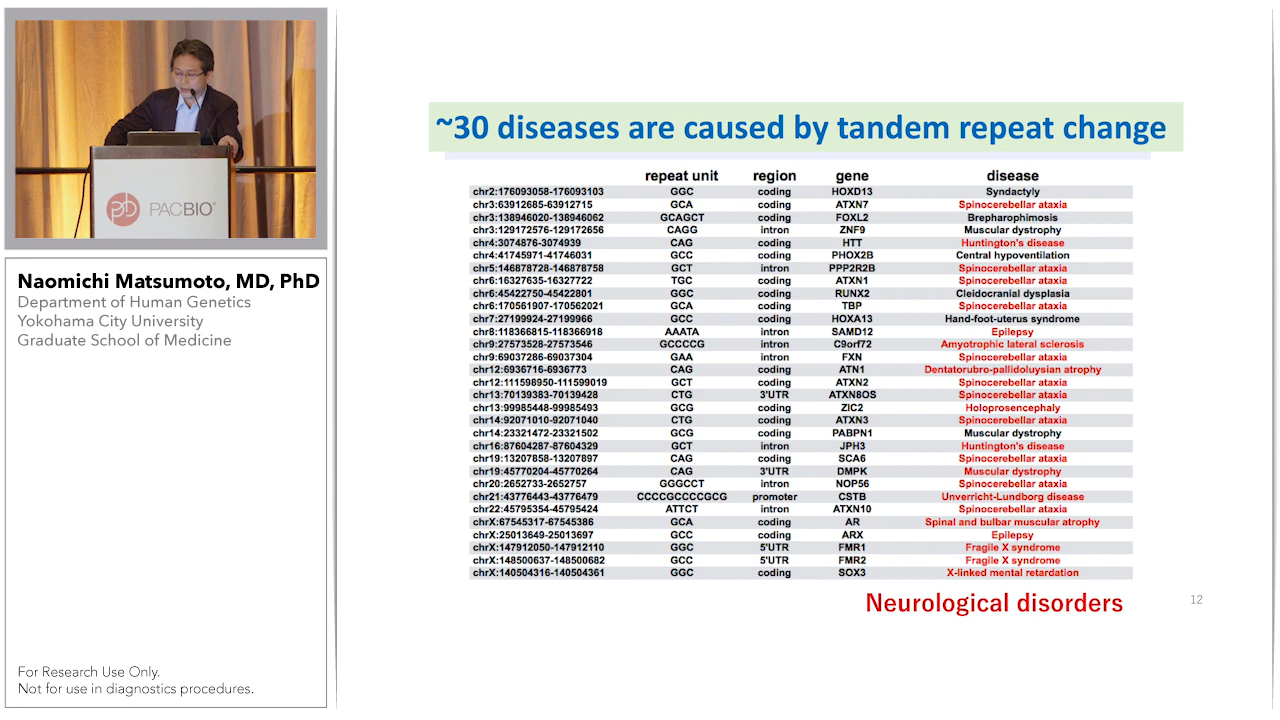 PACBIO
Naomichi Matsumoto, MD, PhD
Department of Human Genetics
Yokohama City University
Graduate School of Medicine
For Research Use Only.
Not for use in diagnostics procedures.
~30 diseases are caused by tandem repeat change
repeat unit region gene disease
chr2:176093058-176093103 GGC coding HOXD13 Syndactyly
chr3:63912685-63912715 GCA coding ATXN7 Spinocerebellar ataxia
chr3:138946020-138946062 GCAGCT coding FOXL2 Brepharophimosis
chr3:129172576-129172656 CAGG intron ZNF9 Muscular dystrophy
chr4:3074876-3074939 CAG coding HTT Huntington's disease
chr4:41745971-41746031 GCC coding PHOX2B Central hypoventilation
chr5:146878728-146878758 GCT intron PPP2R2B Spinocerebellar ataxia
chr6:16327635-16327722 TGC coding ATXN1 Spinocerebellar ataxia
chr6:45422750-45422801 GGC coding RUNX2 Cleidocranial dysplasia
chr6:170561907-170562021 GCA coding TBP Spinocerebellar ataxia
chr7:27199924-27199966 GCC coding HOXA13 Hand-foot-uterus syndrome
chr8:118366815-118366918 AAATA intron SAMD12 Epilepsy
chr9:27573528-27573546 GCCCCG intron C9orf72 Amyotrophic lateral sclerosis
chr9:69037286-69037304 GAA intron FXN Spinocerebellar ataxia
chr12:6936716-6936773 CAG coding ATN1 Dentatorubro-pallidoluysian atrophy
chr12:111598950-111599019 GCT coding ATXN2 Spinocerebellar ataxia
chr13:70139383-70139428 CTG 3'UTR ATXN8OS Spinocerebellar ataxia
chr13:99985448-99985493 GCG coding ZIC2 Holoprosencephaly
chr14:92071010-92071040 CTG coding ATXN3 Spinocerebellar ataxia
chr14:23321472-23321502 GCG coding PABPN1 Muscular dystrophy
chr16:87604287-87604329 GCT intron JPH3 Huntington's disease
chr19:13207858-13207897 CAG coding SCA6 Spinocerebellar ataxia
chr19:45770204-45770264 CAG 3'UTR DMPK Muscular dystrophy
chr20:2652733-2652757 GGGCCT intron NOP56 Spinocerebellar ataxia
chr21:43776443-43776479 CCCCGCCCCGCG promoter CSTB Unverricht-Lundborg disease
chr22:45795354-45795424 ATTCT intron ATXN10 Spinocerebellar ataxia
chrX:67545317-67545386 GCA coding AR Spinal and bulbar muscular atrophy
chrX:25013649-25013697 GCC coding ARX Epilepsy
chrX:147912050-147912110 GGC 5'UTR FMR1 Fragile X syndrome
chrX:148500637-148500682 GCC 5'UTR FMR2 Fragile X syndrome
chrX:140504316-140504361 GGC coding SOX3 X-linked mental retardation
Neurological disorders
12